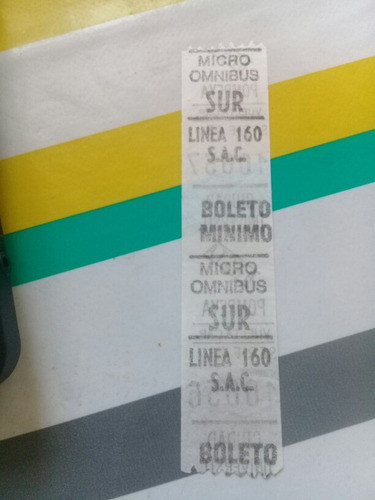 MICRO
OMNIBUS
SUR
LINEA 160
S.A.C.
BOLETO
MINIMO
MICRO
OMNIBUS
SUR
LINEA 160
S.A.C.
BOLETO